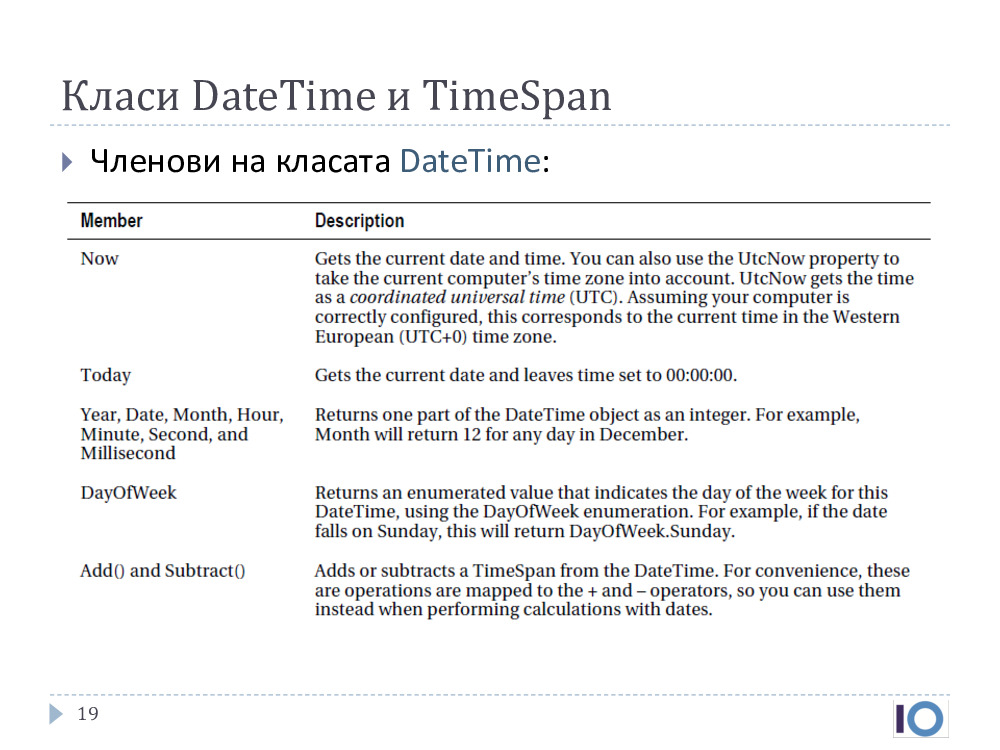 Класи DateTime и TimeSpan
Членови на класата DateTime:
Member Description
Now Gets the current date and time. You can also use the UtcNow property to
take the current computer’s time zone into account. UtcNow gets the time
as a coordinated universal time (UTC). Assuming your computer is
correctly configured, this corresponds to the current time in the Western
European (UTC+0) time zone.
Today Gets the current date and leaves time set to 00:00:00.
Year, Date, Month, Hour, Returns one part of the DateTime object as an integer. For example,
Minute, Second, and Month will return 12 for any day in December.
Millisecond
DayOfWeek Returns an enumerated value that indicates the day of the week for this
DateTime, using the DayOfWeek enumeration. For example, if the date
falls on Sunday, this will return DayOfWeek.Sunday.
Add() and Subtract() Adds or subtracts a TimeSpan from the DateTime. For convenience, these
are operations are mapped to the + and – operators, so you can use them
instead when performing calculations with dates.
19
IO